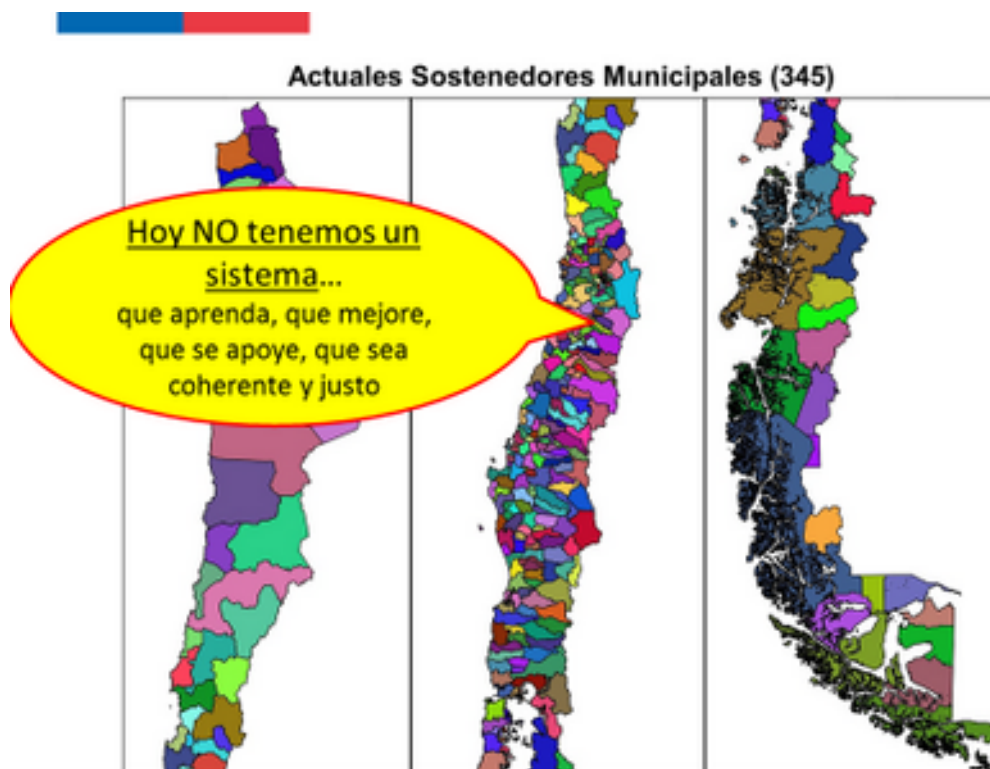 Actuales Sostenedores Municipales (345)
Hoy NO tenemos un
sistema...
que aprenda, que mejore,
que se apoye, que sea
coherente y justo